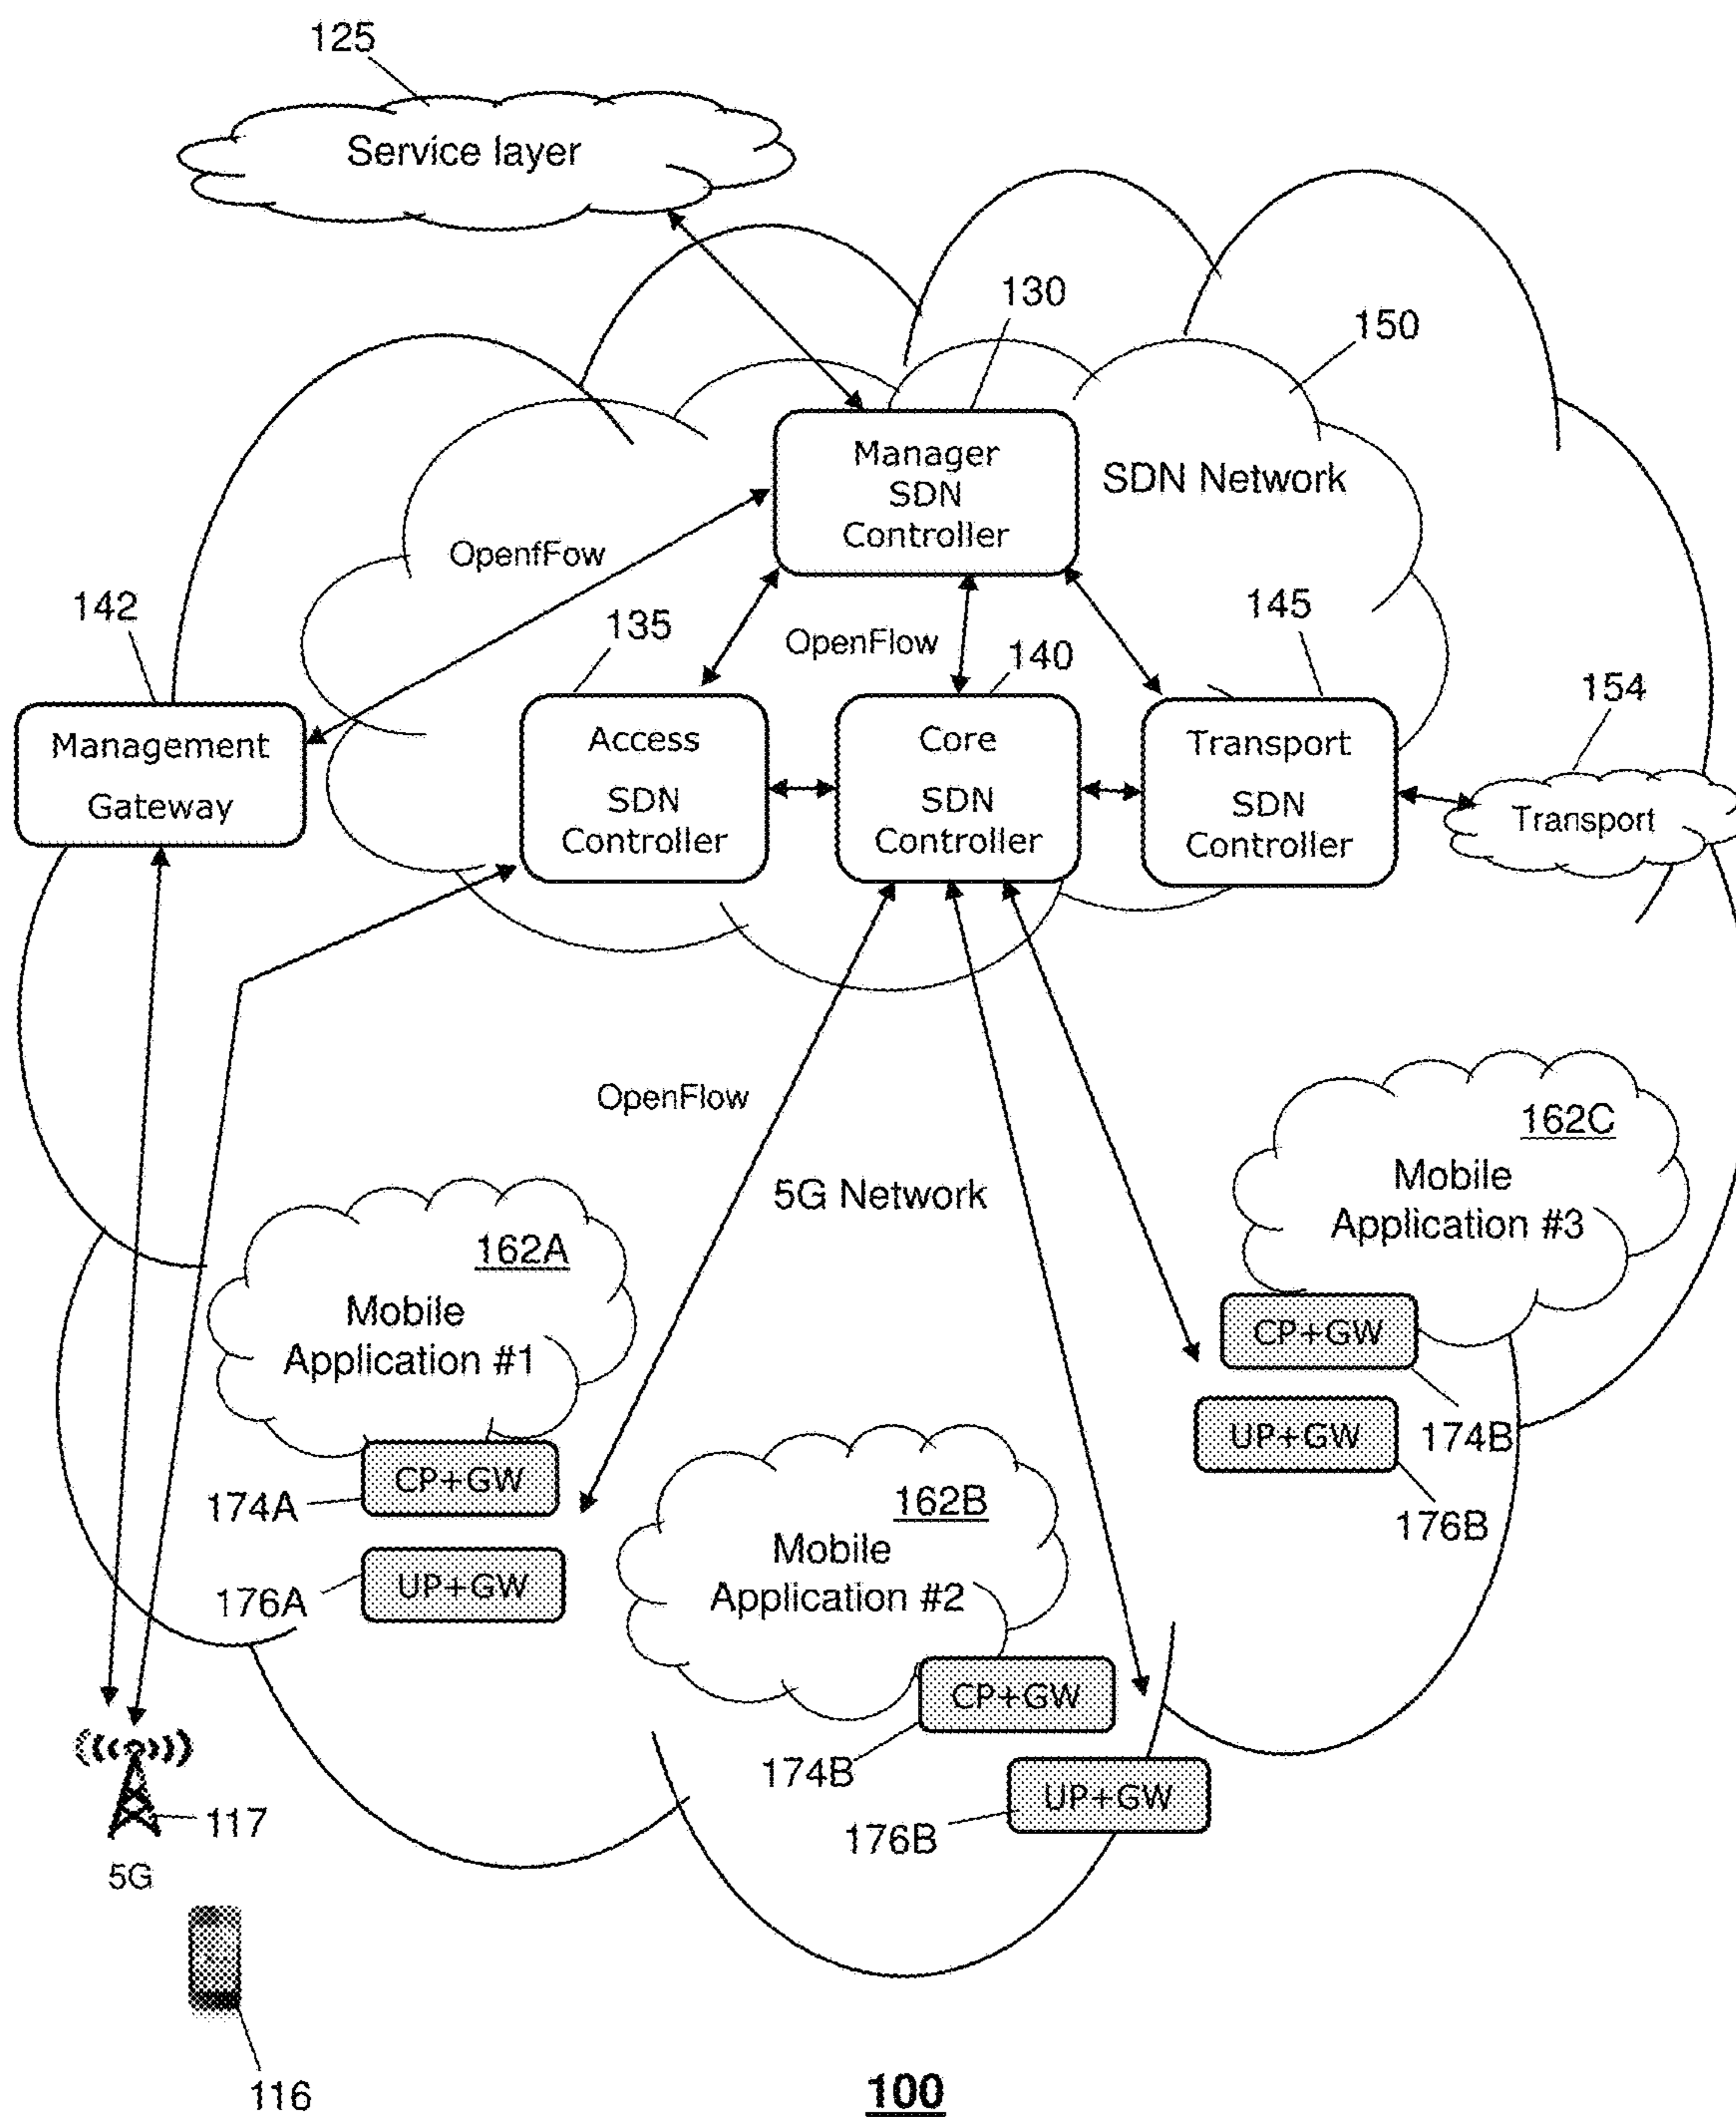 125
Service layer
130
150
Manager
SDN
Controller
SDN Network
OpenfFow
142
135
OpenFlow
140
145
154
Management
Gateway
Access
SDN
Controller
Core
SDN
Controller
Transport
SDN
Controller
Transport
OpenFlow
5G Network
162C
Mobile
Application #3
162A
Mobile
Application #1
CP+GW
174B
UP+GW
176B
CP+GW
174A
UP+GW
176A
162B
Mobile
Application #2
CP+GW
174B
UP+GW
176B
117
5G
116
100